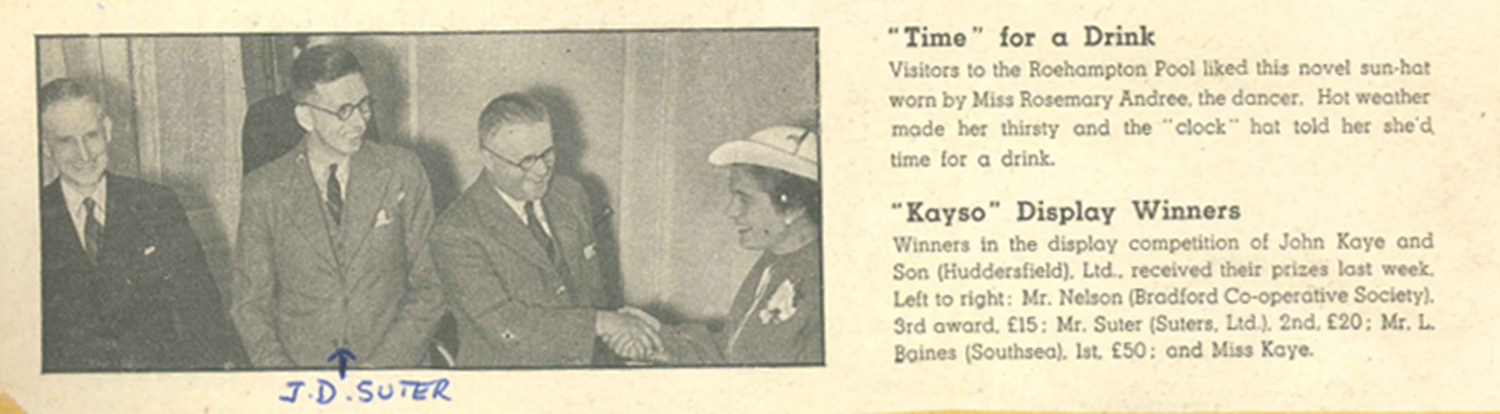 "Time" for a Drink
Visitors to the Roehampton Pool liked this novel sun-hat
worn by Miss Rosemary Andree, the dancer. Hot weather
made her thirsty and the "clock" hat told her she'd
time for a drink.
"Kayso" Display Winners
Winners in the display competition of John Kaye and
Son (Huddersfield), Ltd., received their prizes last week.
Left to right: Mr. Nelson (Bradford Co-operative Society),
3rd award, £15; Mr. Suter (Suters, Ltd.), 2nd, £20; Mr. L.
Baines (Southsea), 1st, £50; and Miss Kaye.
J.D.SUTER